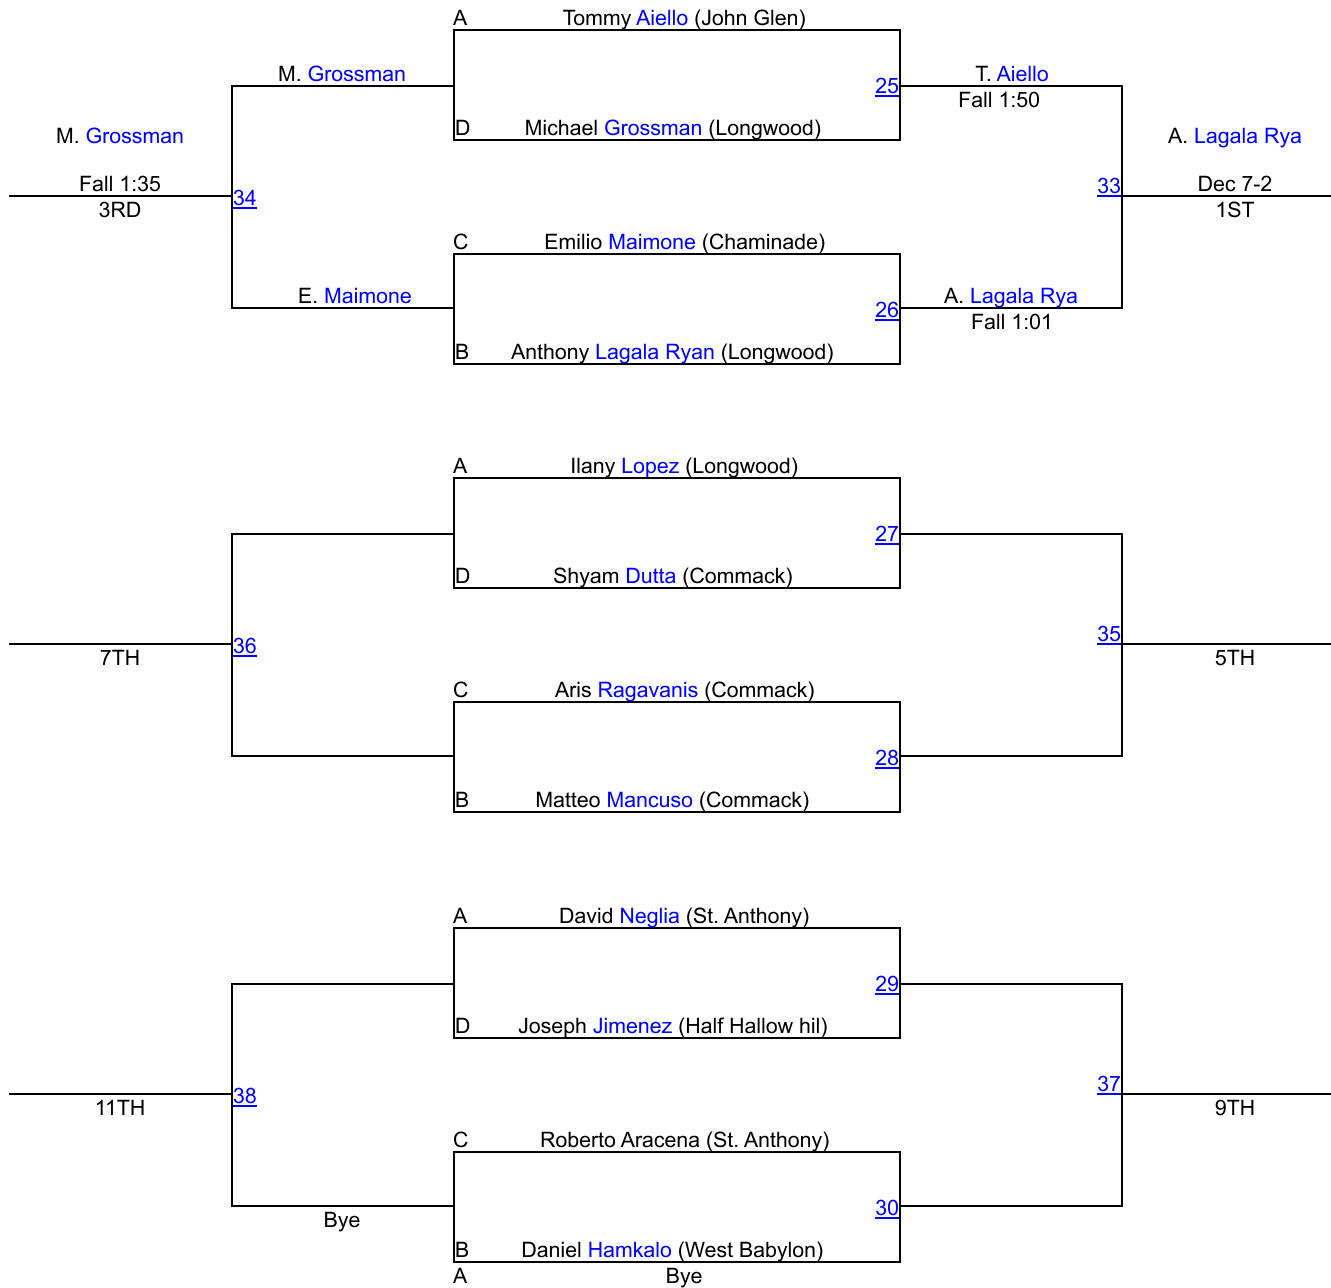 A Tommy Aiello (John Glen)
M. Grossman
25
T. Aiello
Fall 1:50
D Michael Grossman (Longwood)
M. Grossman
A. Lagala Rya
Fall 1:35
34
33
Dec 7-2
3RD
1ST
C Emilio Maimone (Chaminade)
E. Maimone
26
A. Lagala Rya
Fall 1:01
B Anthony Lagala Ryan (Longwood)
A Ilany Lopez (Longwood)
27
D Shyam Dutta (Commack)
36
35
7TH
5TH
C Aris Ragavanis (Commack)
28
B Matteo Mancuso (Commack)
A David Neglia (St. Anthony)
29
D Joseph Jimenez (Half Hallow hil)
38
37
11TH
9TH
C Roberto Aracena (St. Anthony)
30
Bye
B Daniel Hamkalo (West Babylon)
A Bye